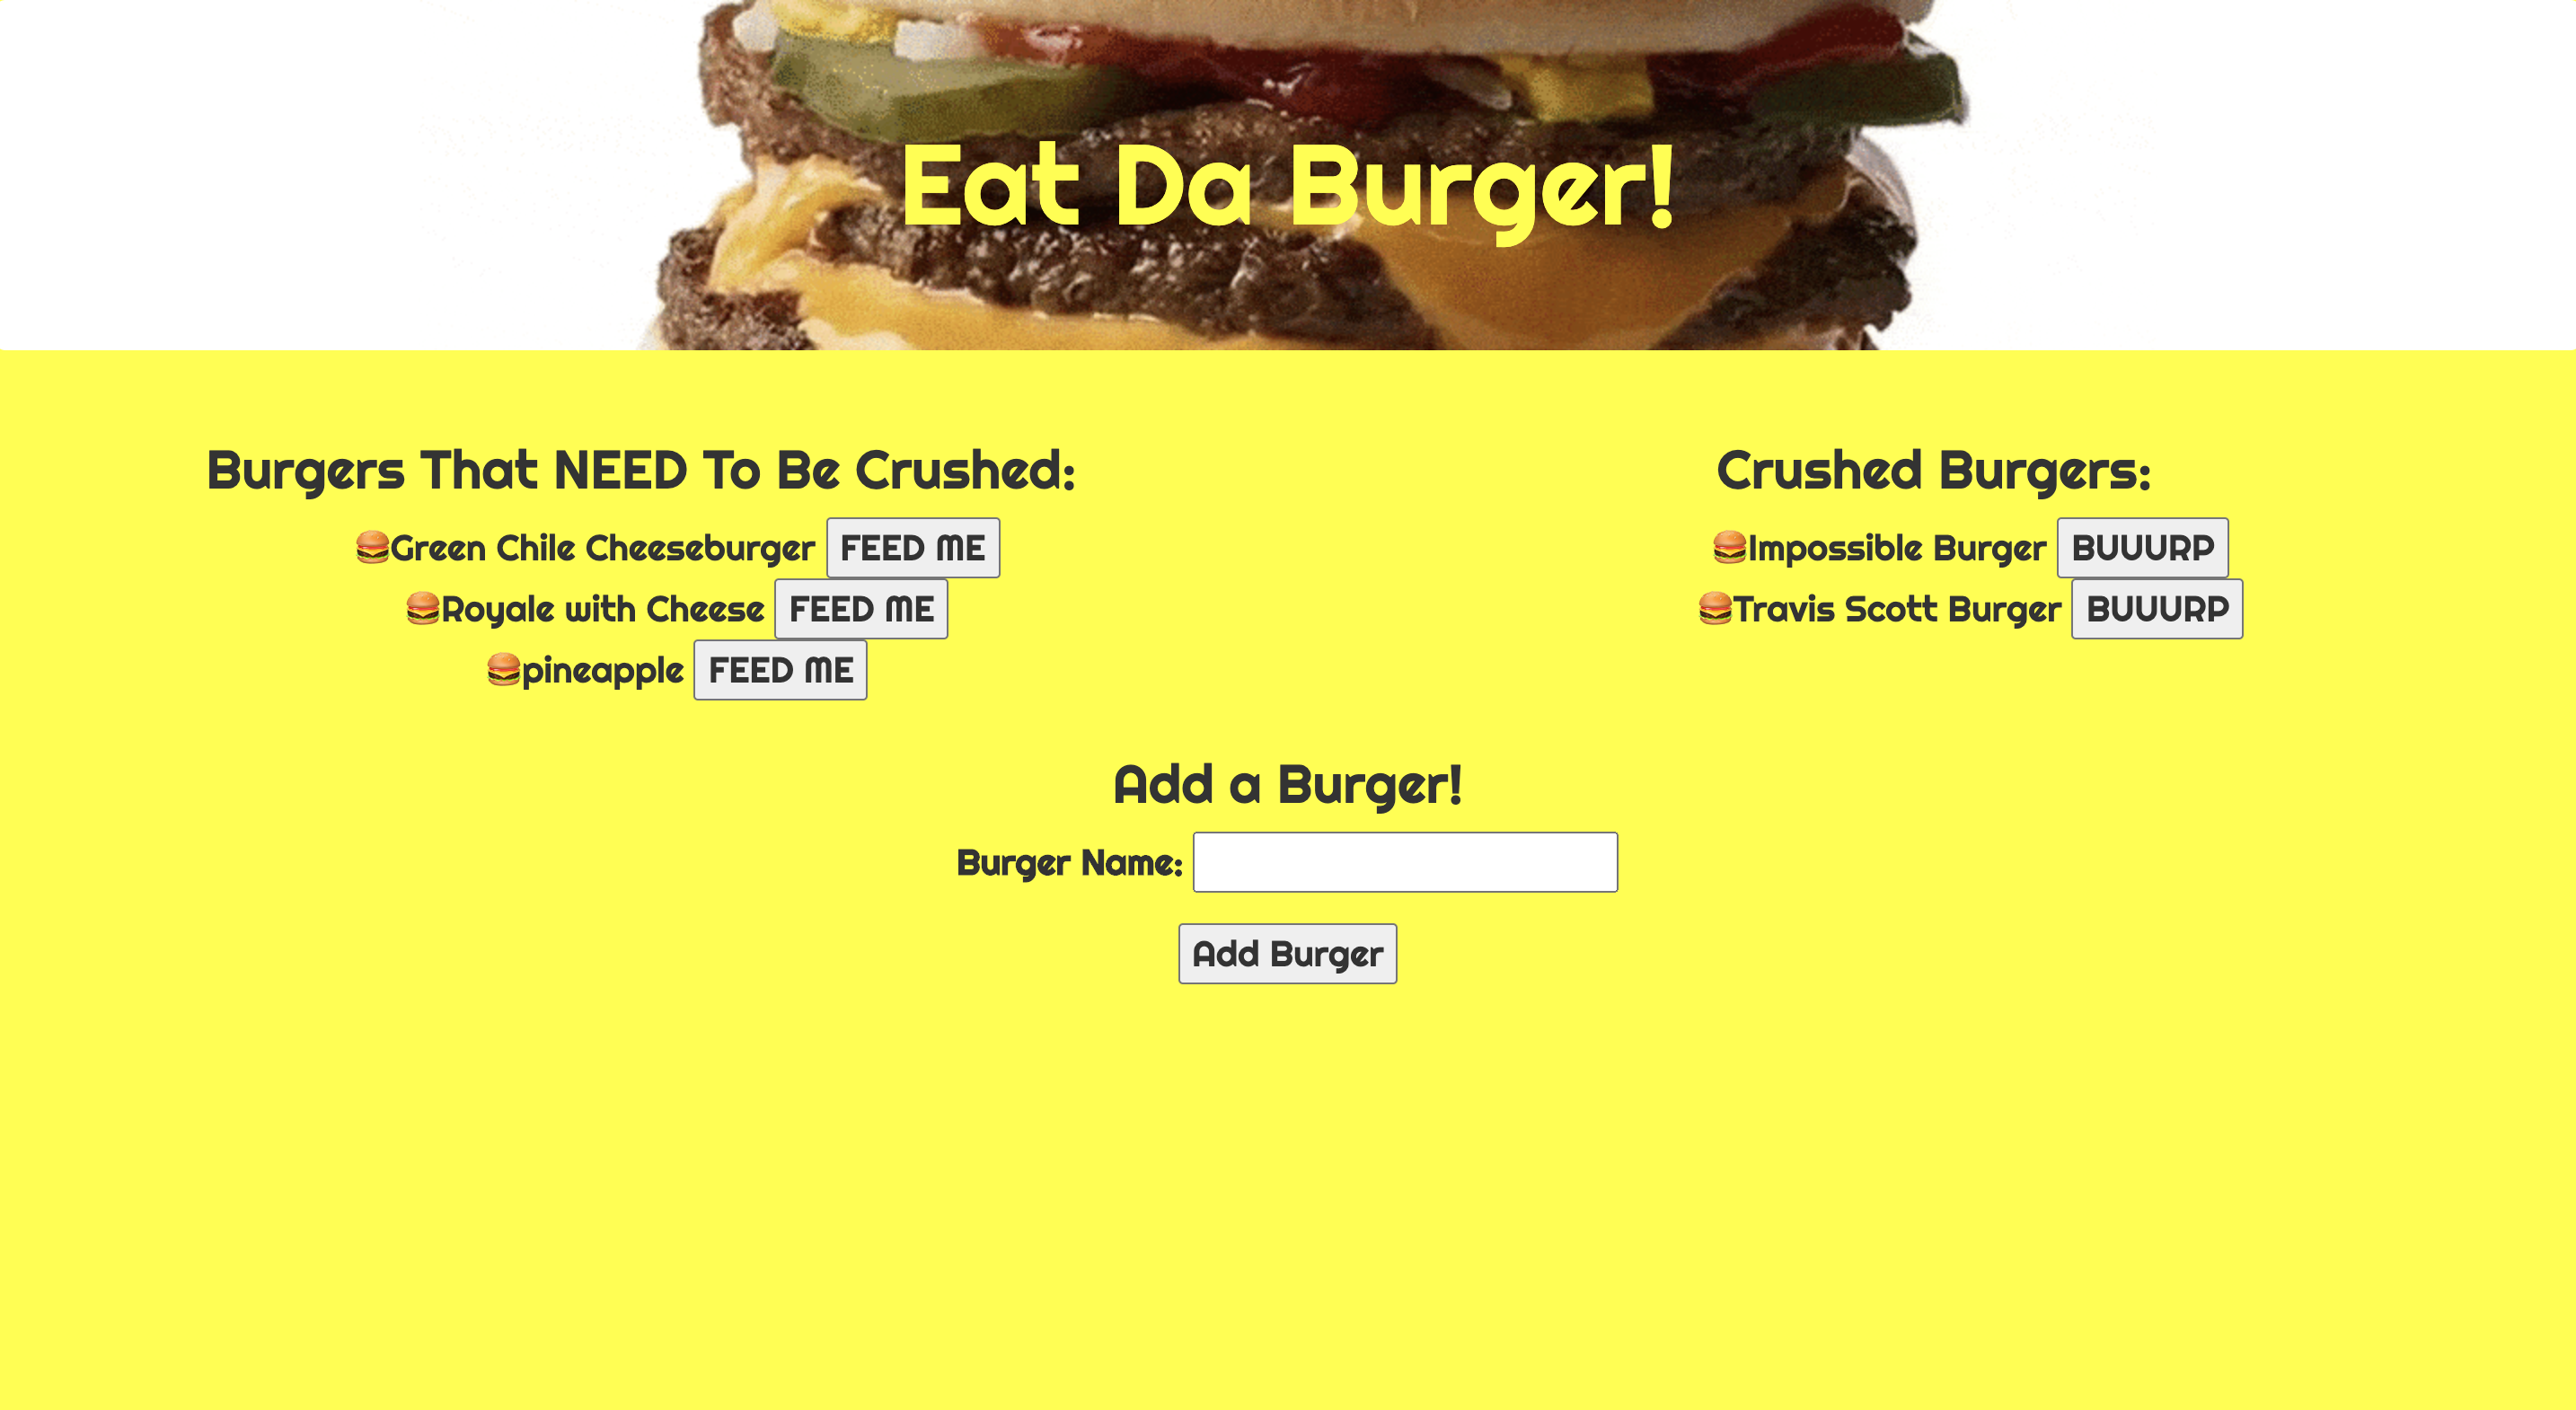 Eat Da Burger!
Burgers That NEED To Be Crushed:
🍔Green Chile Cheeseburger FEED ME
🍔Royale with Cheese FEED ME
🍔pineapple FEED ME
Crushed Burgers:
🍔Impossible Burger BUUURP
🍔Travis Scott Burger BUUURP
Add a Burger!
Burger Name:
Add Burger